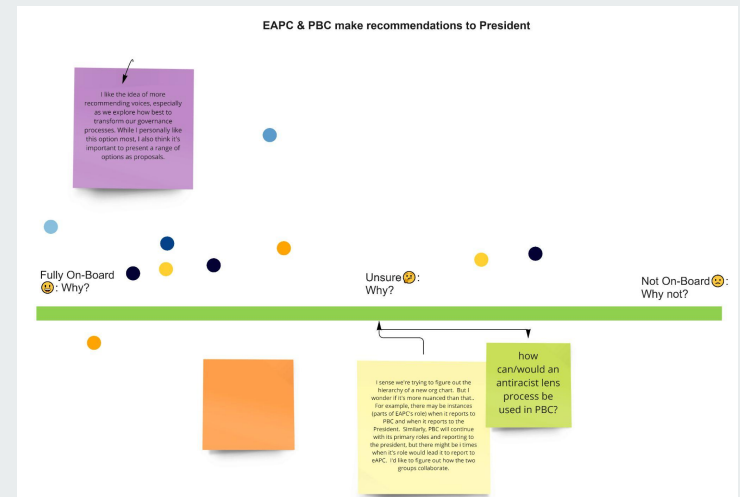 EAPC & PBC make recommendations to President
I like the idea of more
recommending voices, especially
as we explore how best to
transform our governance
processes. While I personally like
this option most, I also think it's
important to present a range of
options as proposals.
Fully On-Board
: Why?
Unsure :
Why?
Not On-Board :
Why not?
I sense we're trying to figure out the
hierarchy of a new org chart. But I
wonder if it's more nuanced than that..
For example, there may be instances
(parts of EAPC's role) when it reports to
PBC and when it reports to the
President. Similarly, PBC will continue
with its primary roles and reporting to
the president, but there might be i times
when it's role would lead it to report to
eAPC. I'd like to figure out how the two
groups collaborate.
how
can/would an
antiracist lens
process be
used in PBC?